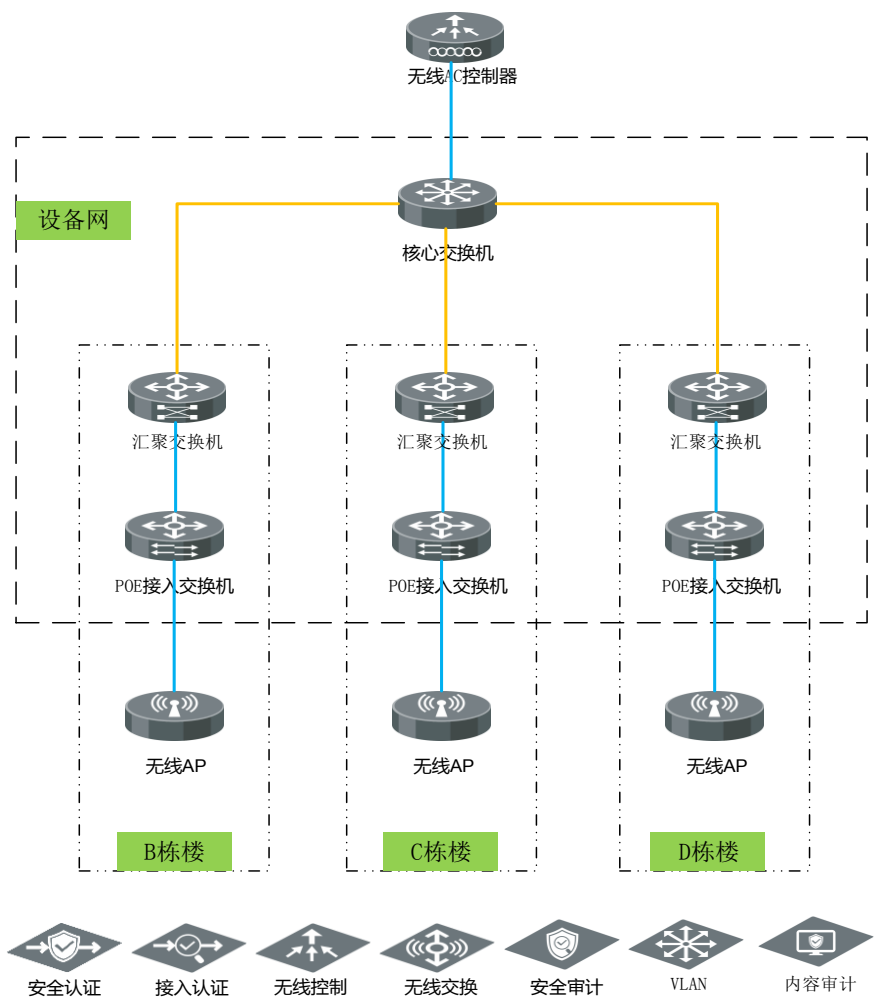 无线AC控制器
设备网
核心交换机
汇聚交换机
汇聚交换机
汇聚交换机
POE接入交换机
POE接入交换机
POE接入交换机
无线AP
无线AP
无线AP
B栋楼
C栋楼
D栋楼
安全认证
接入认证
无线控制
无线交换
安全审计
VLAN
内容审计